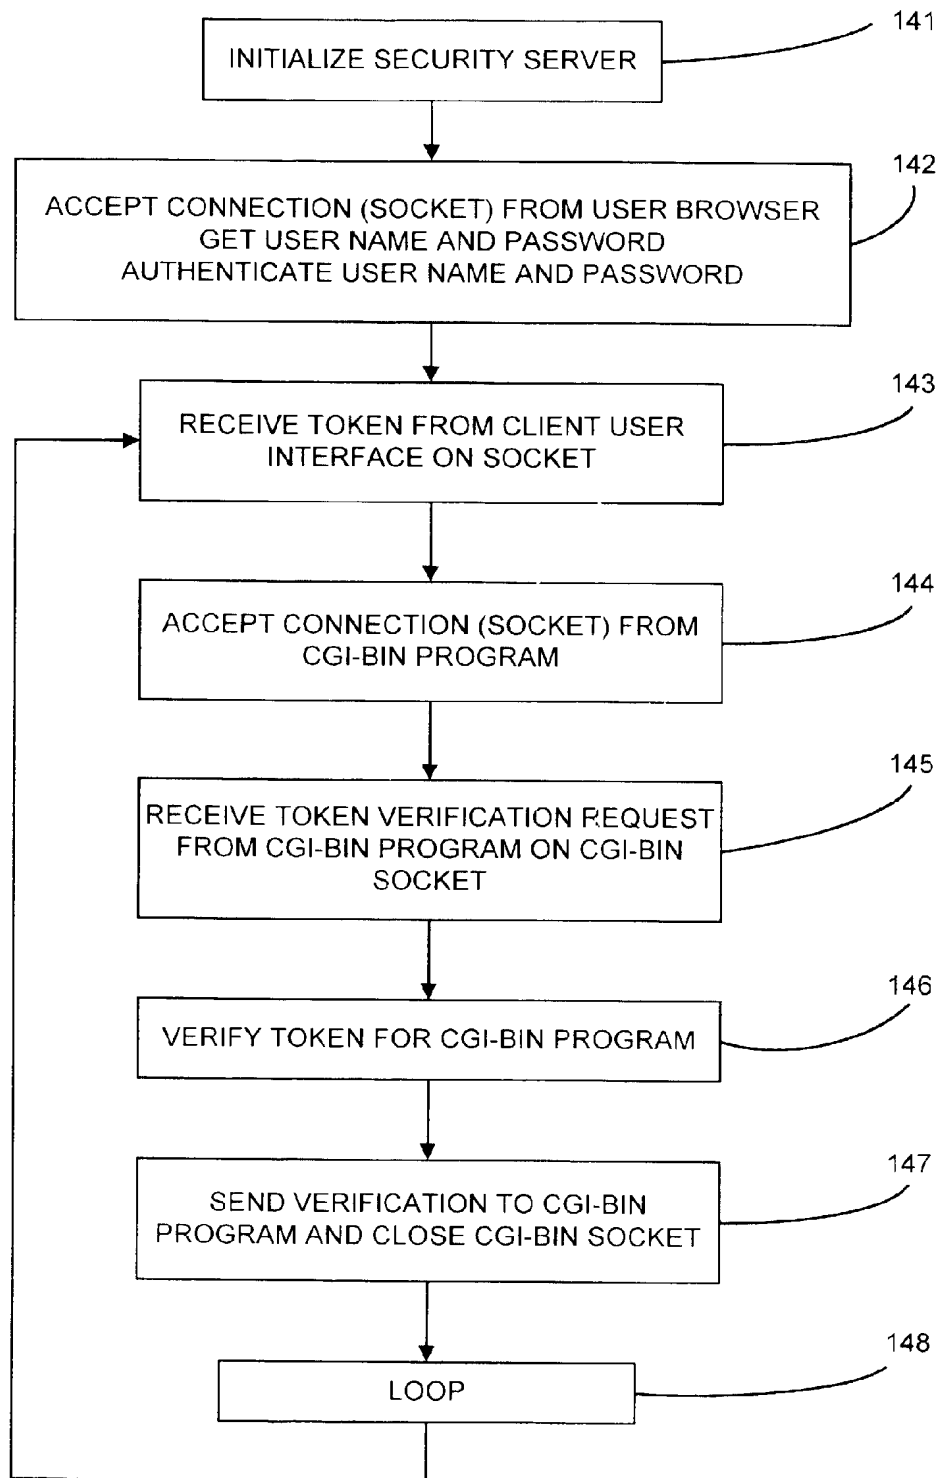 141
INITIALIZE SECURITY SERVER
142
ACCEPT CONNECTION (SOCKET) FROM USER BROWSER
GET USER NAME AND PASSWORD
AUTHENTICATE USER NAME AND PASSWORD
143
RECEIVE TOKEN FROM CLIENT USER
INTERFACE ON SOCKET
144
ACCEPT CONNECTION (SOCKET) FROM
CGI-BIN PROGRAM
145
RECEIVE TOKEN VERIFICATION REQUEST
FROM CGI-BIN PROGRAM ON CGI-BIN
SOCKET
146
VERIFY TOKEN FOR CGI-BIN PROGRAM
147
SEND VERIFICATION TO CGI-BIN
PROGRAM AND CLOSE CGI-BIN SOCKET
148
LOOP